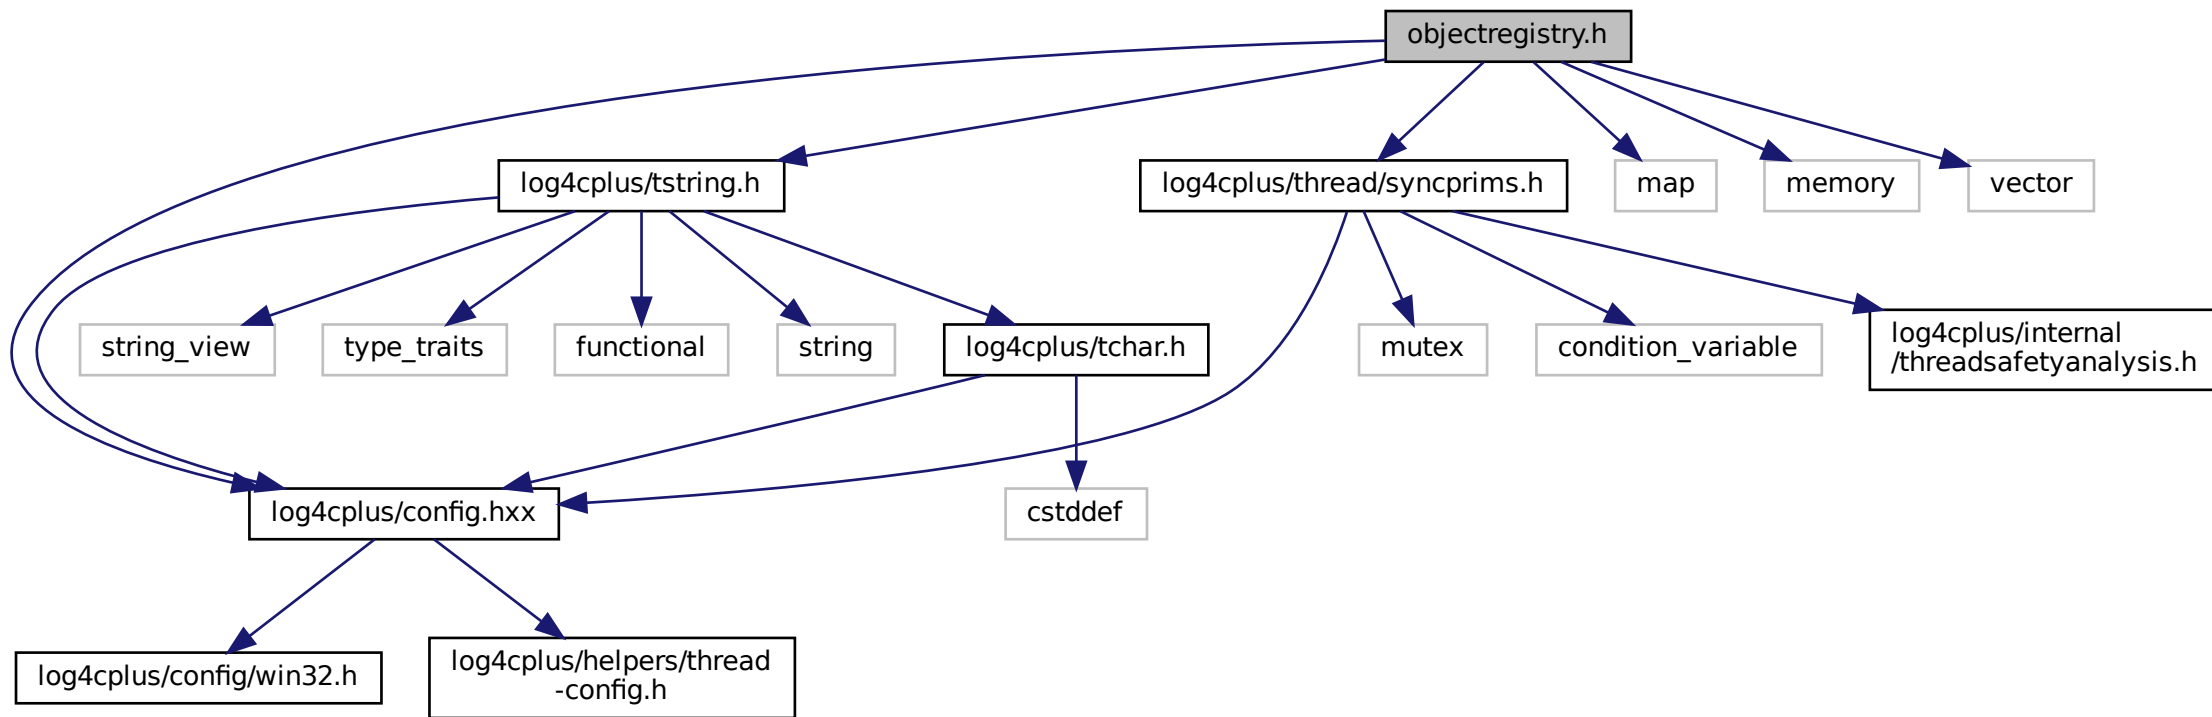 objectregistry.h
log4cplus/tstring.h
log4cplus/thread/syncprims.h
map
memory
vector
string_view
type_traits
functional
string
log4cplus/tchar.h
mutex
condition_variable
log4cplus/internal
/threadsafetyanalysis.h
log4cplus/config.hxx
cstddef
log4cplus/config/win32.h
log4cplus/helpers/thread
-config.h